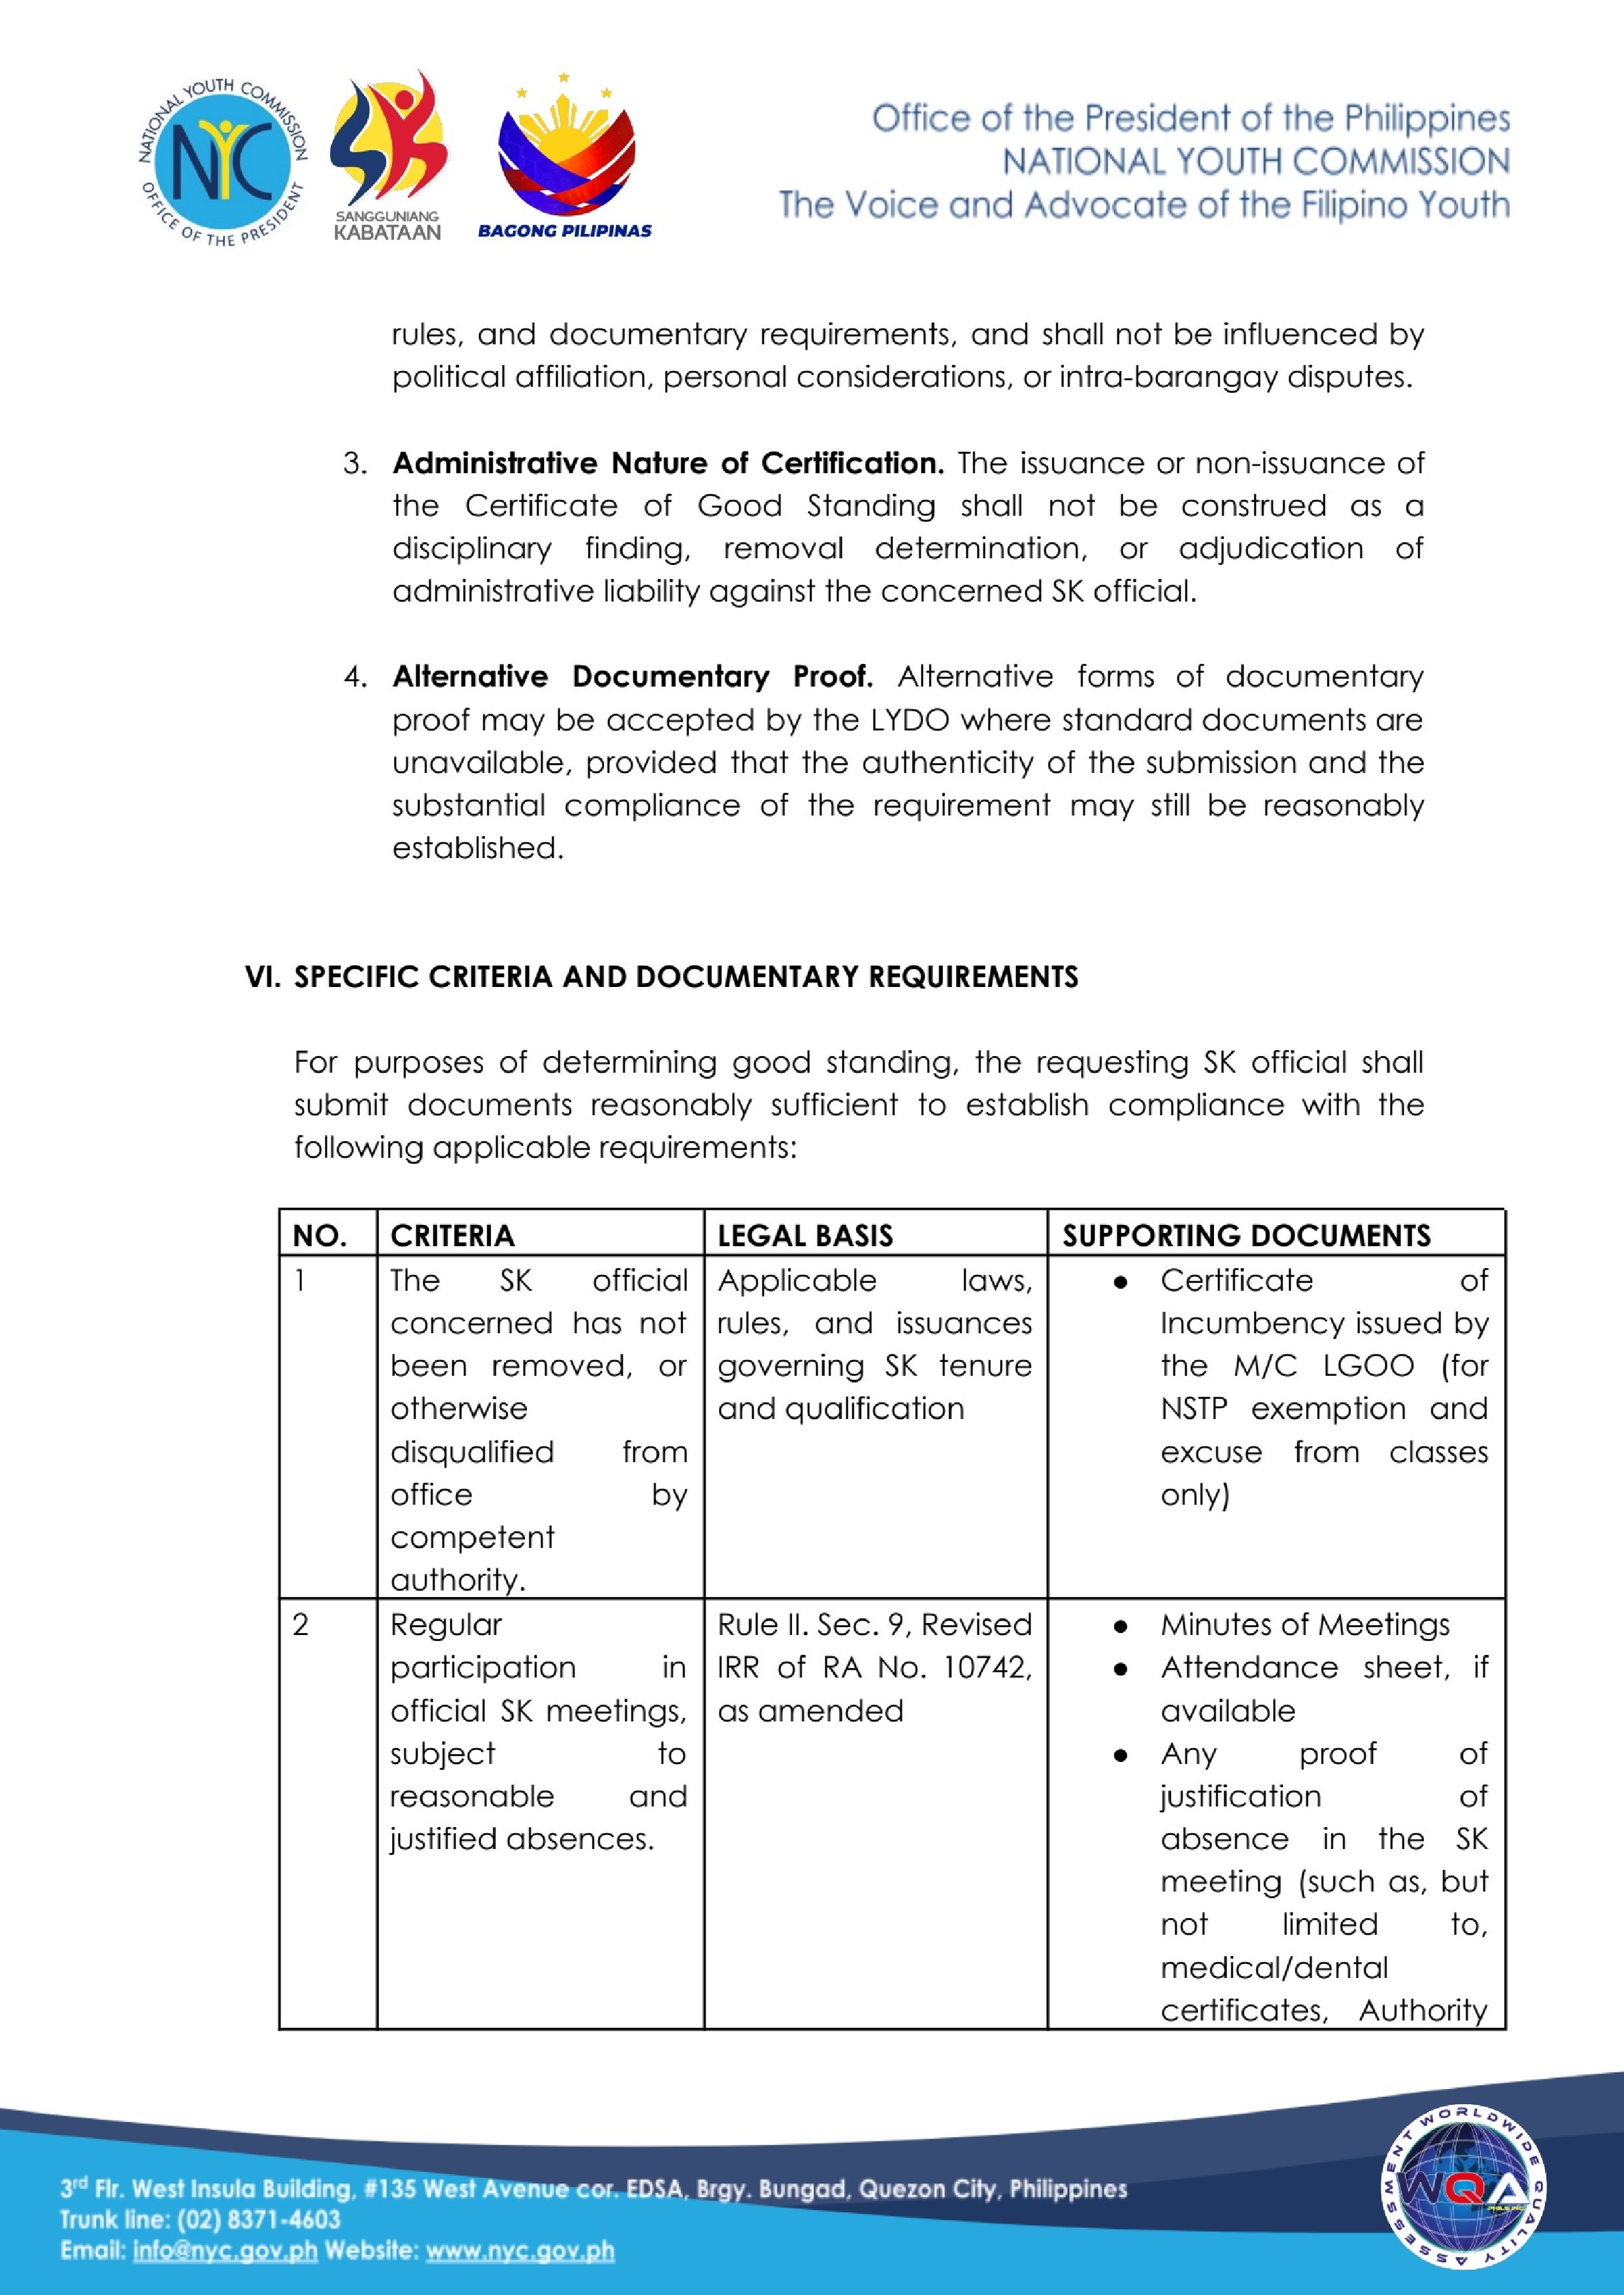 NATIONAL YOUTH COMMISSION
OFFICE OF THE PRESIDENT
NYC
SANGGUNIANG
KABATAAN
BAGONG PILIPINAS
Office of the President of the Philippines
NATIONAL YOUTH COMMISSION
The Voice and Advocate of the Filipino Youth
rules, and documentary requirements, and shall not be influenced by
political affiliation, personal considerations, or intra-barangay disputes.
3. Administrative Nature of Certification. The issuance or non-issuance of
the Certificate of Good Standing shall not be construed as a
disciplinary finding, removal determination, or adjudication of
administrative liability against the concerned SK official.
4. Alternative Documentary Proof. Alternative forms of documentary
proof may be accepted by the LYDO where standard documents are
unavailable, provided that the authenticity of the submission and the
substantial compliance of the requirement may still be reasonably
established.
VI. SPECIFIC CRITERIA AND DOCUMENTARY REQUIREMENTS
For purposes of determining good standing, the requesting SK official shall
submit documents reasonably sufficient to establish compliance with the
following applicable requirements:
NO. CRITERIA LEGAL BASIS SUPPORTING DOCUMENTS
1
The SK official
concerned has not
been removed, or
otherwise
disqualified from
office by
competent
authority.
Applicable laws,
rules, and issuances
governing SK tenure
and qualification
● Certificate of
Incumbency issued by
the M/C LGOO (for
NSTP exemption and
excuse from classes
only)
2
Regular
participation in
official SK meetings,
subject to
reasonable and
justified absences.
Rule II. Sec. 9, Revised
IRR of RA No. 10742,
as amended
● Minutes of Meetings
● Attendance sheet, if
available
● Any proof of
justification of
absence in the SK
meeting (such as, but
not limited to,
medical/dental
certificates, Authority
3rd Flr. West Insula Building, #135 West Avenue cor. EDSA, Brgy. Bungad, Quezon City, Philippines
Trunk line: (02) 8371-4603
Email: info@nyc.gov.ph Website: www.nyc.gov.ph
WORLDWIDE QUALITY ASSESSMENT
WQA